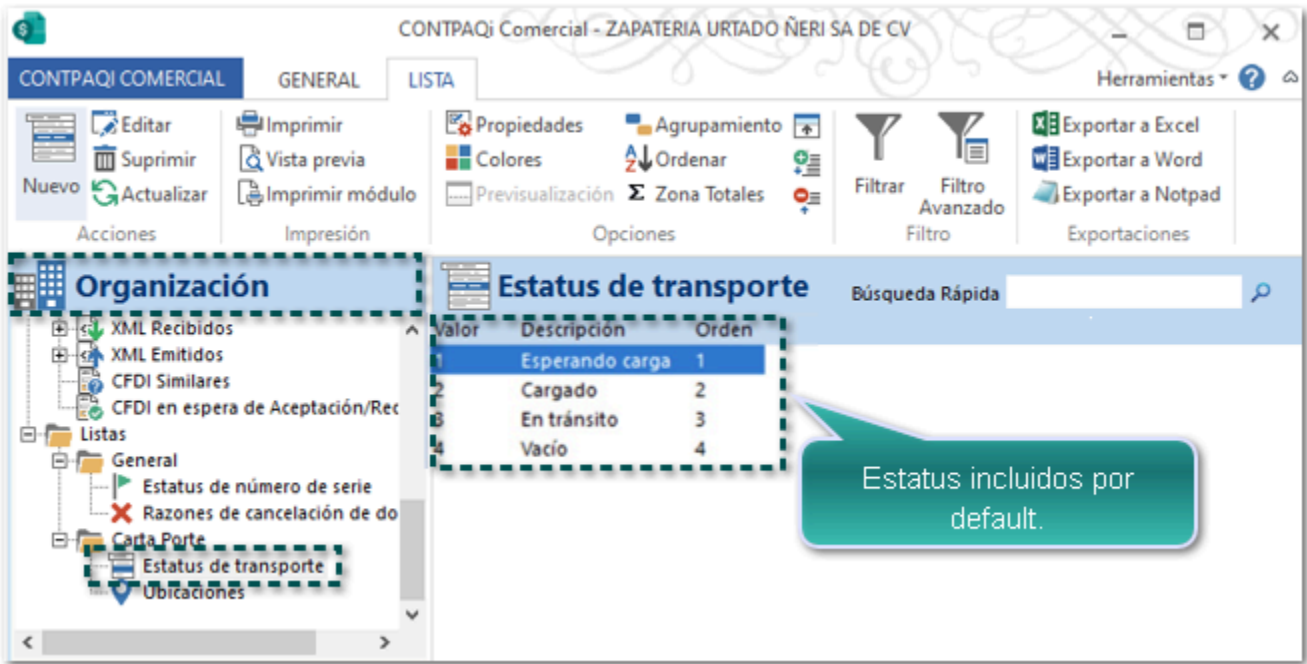 CONTPAQi Comercial - ZAPATERIA URTADO ÑERI SA DE CV
CONTPAQI COMERCIAL GENERAL LISTA Herramientas
Nuevo
Editar
Suprimir
Actualizar
Acciones
Imprimir
Vista previa
Imprimir módulo
Impresión
Propiedades
Colores
Previsualización
Agrupamiento
Ordenar
Zona Totales
Opciones
Filtrar
Filtro
Avanzado
Filtro
Exportar a Excel
Exportar a Word
Exportar a Notpad
Exportaciones
Organización
XML Recibidos
XML Emitidos
CFDI Similares
CFDI en espera de Aceptación/Rec
Listas
General
Estatus de número de serie
Razones de cancelación de do
Carta Porte
Estatus de transporte
Ubicaciones
Estatus de transporte
Búsqueda Rápida
Valor Descripción Orden
1 Esperando carga 1
2 Cargado 2
3 En tránsito 3
4 Vacío 4
Estatus incluidos por
default.